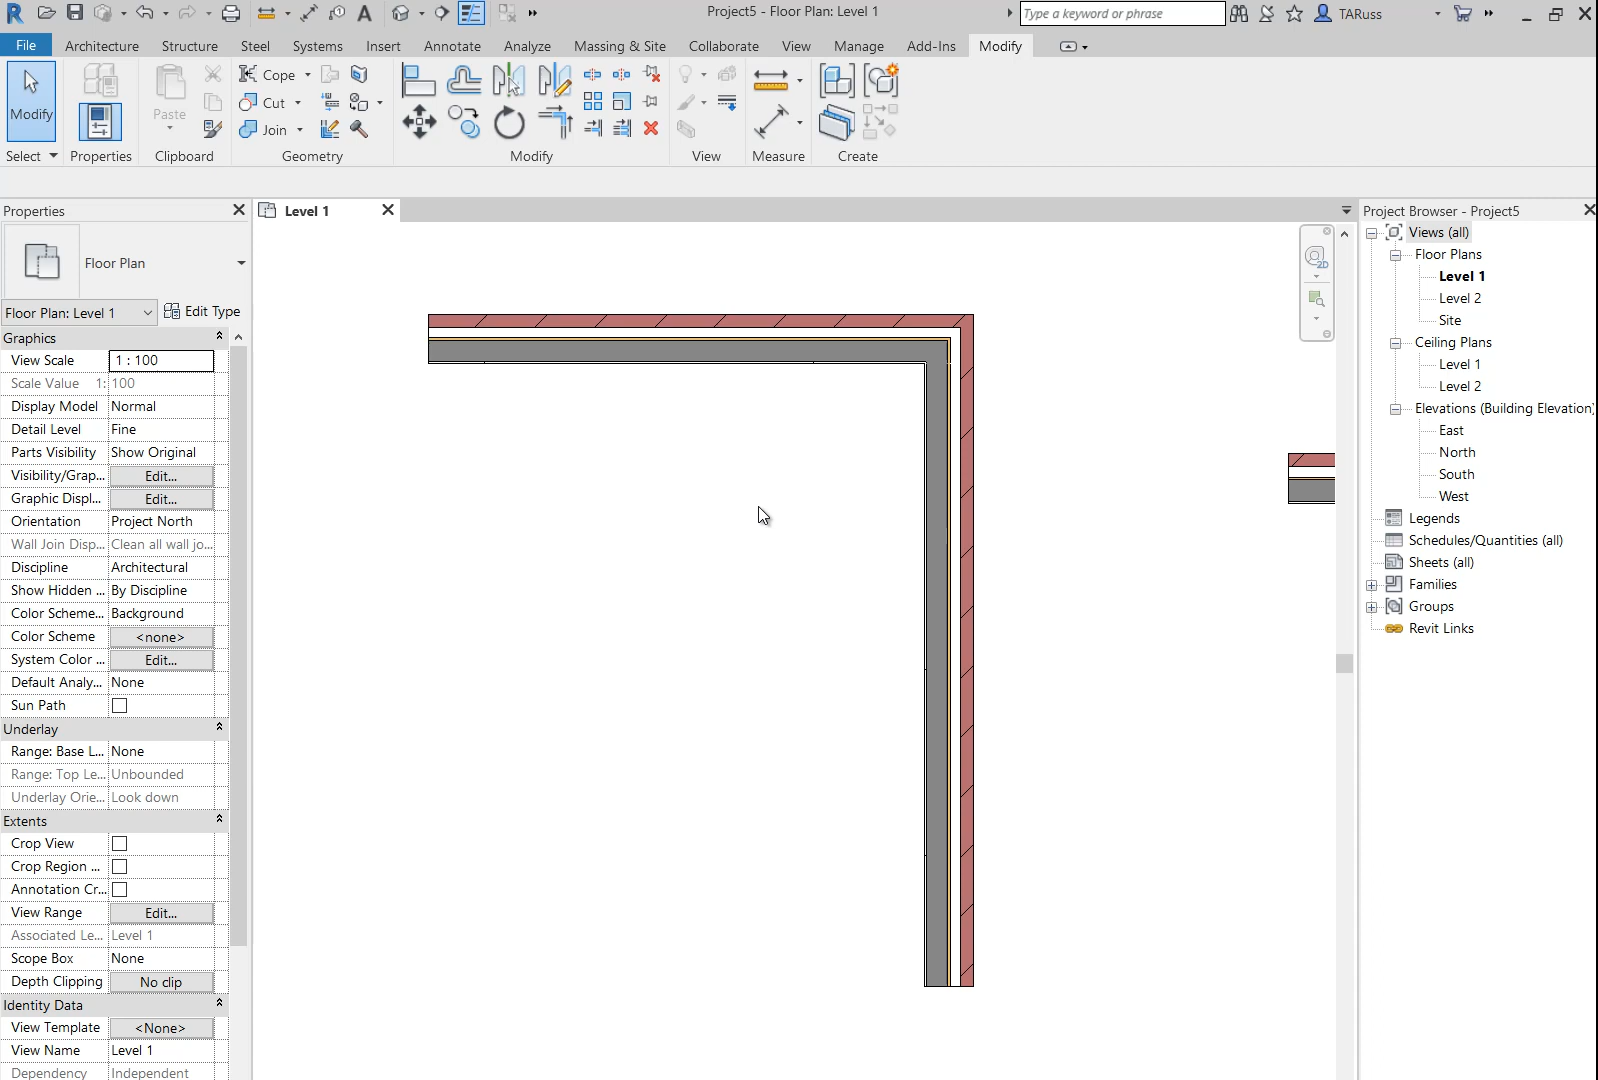 Project5 - Floor Plan: Level 1
Type a keyword or phrase
TARuss
File Architecture Structure Steel Systems Insert Annotate Analyze Massing & Site Collaborate View Manage Add-Ins Modify
Modify
Paste
Cope
Cut
Join
Select Properties Clipboard Geometry Modify View Measure Create
Properties
Floor Plan
Floor Plan: Level 1
Edit Type
Graphics
View Scale 1 : 100
Scale Value 1: 100
Display Model Normal
Detail Level Fine
Parts Visibility Show Original
Visibility/Grap... Edit...
Graphic Displ... Edit...
Orientation Project North
Wall Join Disp... Clean all wall jo...
Discipline Architectural
Show Hidden ... By Discipline
Color Scheme... Background
Color Scheme <none>
System Color ... Edit...
Default Analy... None
Sun Path
Underlay
Range: Base L... None
Range: Top Le... Unbounded
Underlay Orie... Look down
Extents
Crop View
Crop Region ...
Annotation Cr...
View Range Edit...
Associated Le... Level 1
Scope Box None
Depth Clipping No clip
Identity Data
View Template <None>
View Name Level 1
Dependency Independent
Level 1
2D
Project Browser - Project5
Views (all)
Floor Plans
Level 1
Level 2
Site
Ceiling Plans
Level 1
Level 2
Elevations (Building Elevation)
East
North
South
West
Legends
Schedules/Quantities (all)
Sheets (all)
Families
Groups
Revit Links